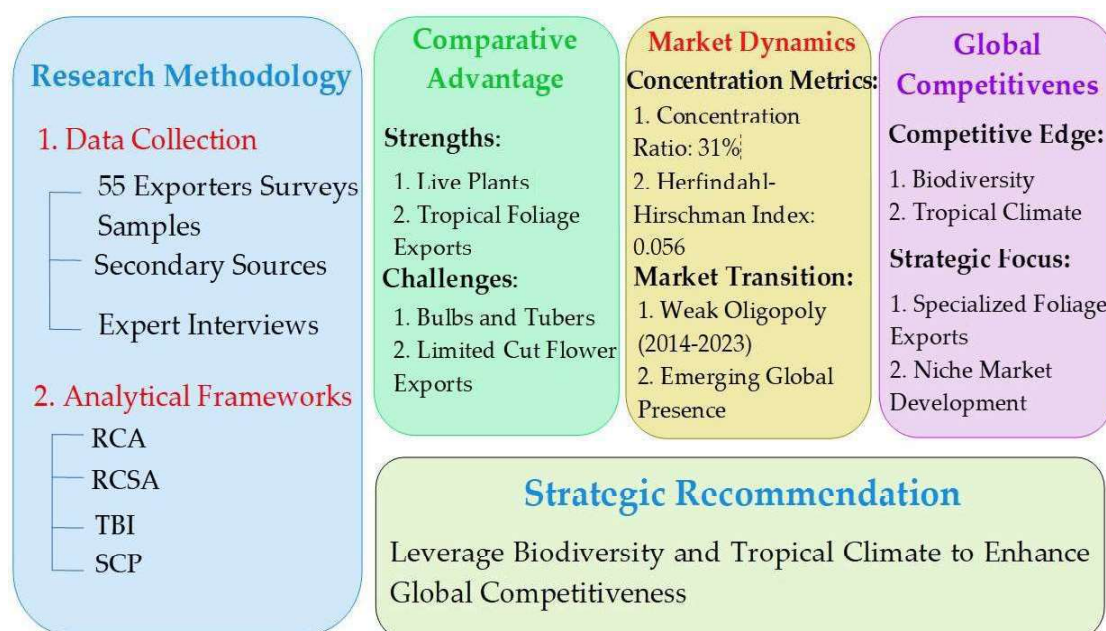 Research Methodology
1. Data Collection
55 Exporters Surveys
Samples
Secondary Sources
Expert Interviews
2. Analytical Frameworks
RCA
RCSA
TBI
SCP
Comparative
Advantage
Strengths:
1. Live Plants
2. Tropical Foliage
Exports
Challenges:
1. Bulbs and Tubers
2. Limited Cut Flower
Exports
Market Dynamics
Concentration Metrics:
1. Concentration
Ratio: 31%
2. Herfindahl-
Hirschman Index:
0.056
Market Transition:
1. Weak Oligopoly
(2014-2023)
2. Emerging Global
Presence
Global
Competitivenes
Competitive Edge:
1. Biodiversity
2. Tropical Climate
Strategic Focus:
1. Specialized Foliage
Exports
2. Niche Market
Development
Strategic Recommendation
Leverage Biodiversity and Tropical Climate to Enhance
Global Competitiveness